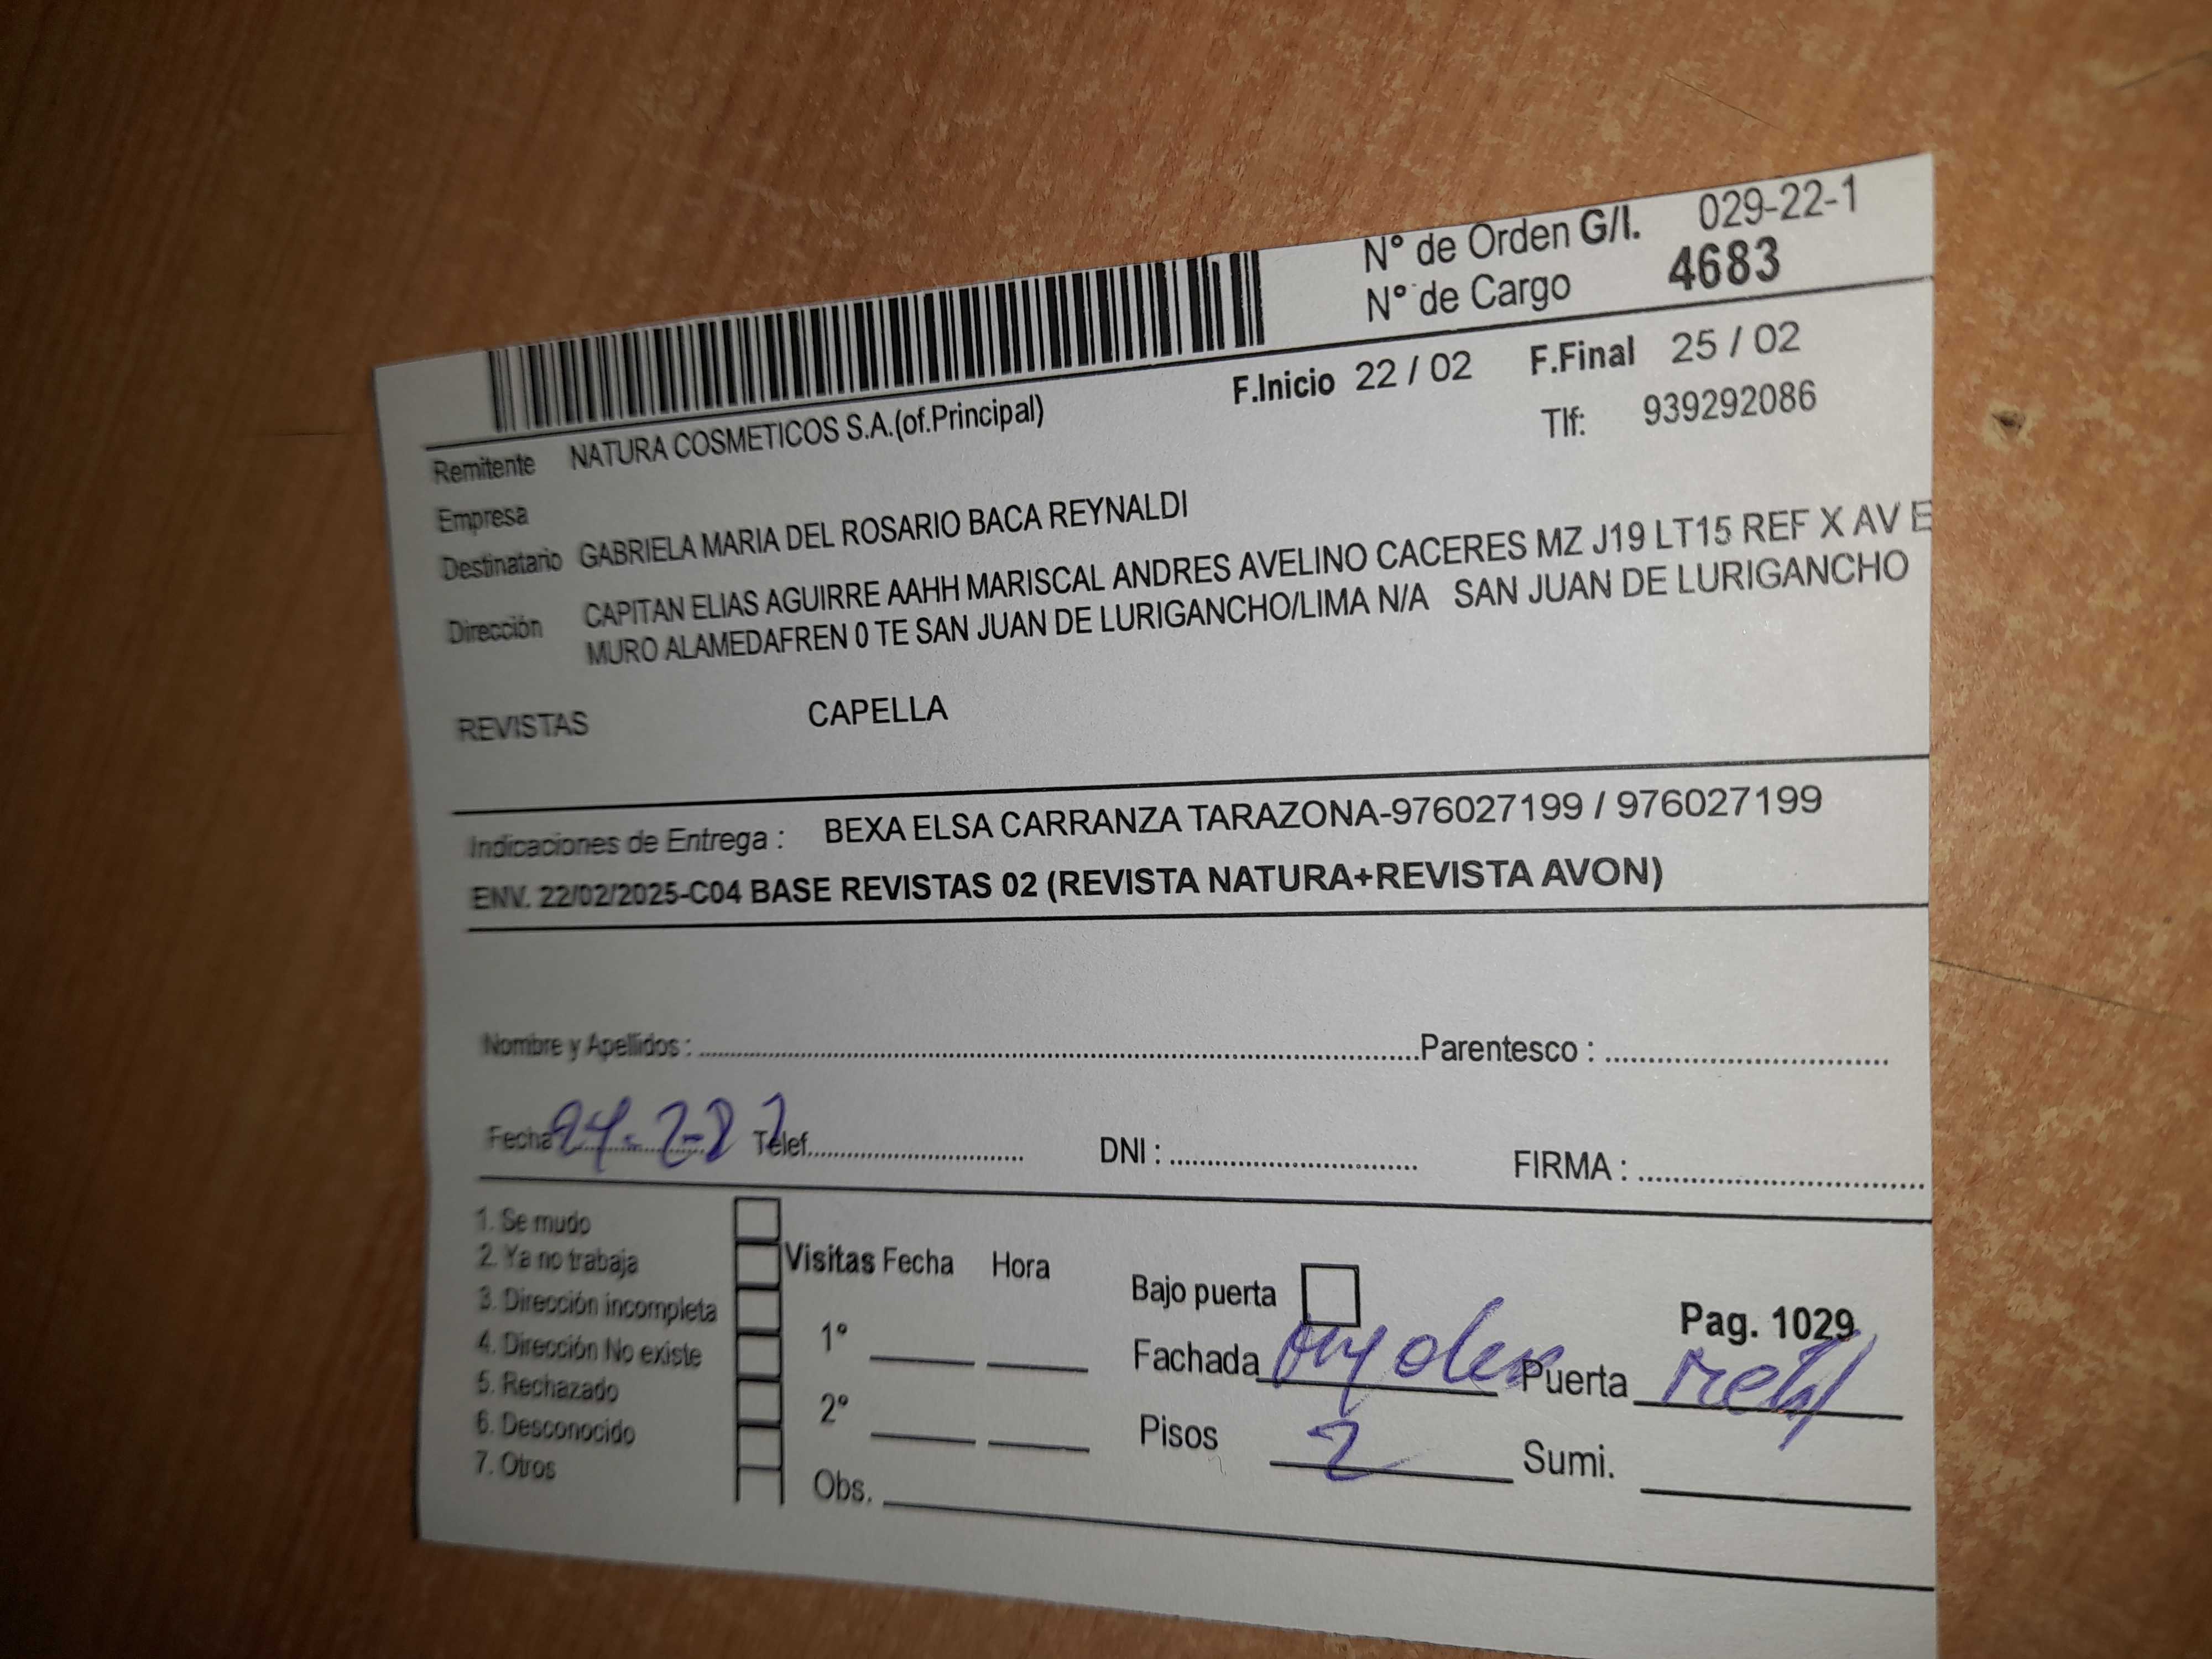 N° de Orden G/I. 029-22-1
N° de Cargo 4683
F.Inicio 22 / 02 F.Final 25 / 02
Remitente NATURA COSMETICOS S.A.(of.Principal) Tlf: 939292086
Empresa
Destinatario GABRIELA MARIA DEL ROSARIO BACA REYNALDI
Dirección CAPITAN ELIAS AGUIRRE AAHH MARISCAL ANDRES AVELINO CACERES MZ J19 LT15 REF X AV E
MURO ALAMEDAFREN 0 TE SAN JUAN DE LURIGANCHO/LIMA N/A SAN JUAN DE LURIGANCHO
REVISTAS CAPELLA
Indicaciones de Entrega : BEXA ELSA CARRANZA TARAZONA-976027199 / 976027199
ENV. 22/02/2025-C04 BASE REVISTAS 02 (REVISTA NATURA+REVISTA AVON)
Nombre y Apellidos : Parentesco :
Fecha Telef. DNI : FIRMA :
1. Se mudo
2. Ya no trabaja
3. Dirección incompleta
4. Dirección No existe
5. Rechazado
6. Desconocido
7. Otros
Visitas Fecha Hora
1°
2°
Obs.
Bajo puerta
Pag. 1029
Fachada Puerta
Pisos 2 Sumi.